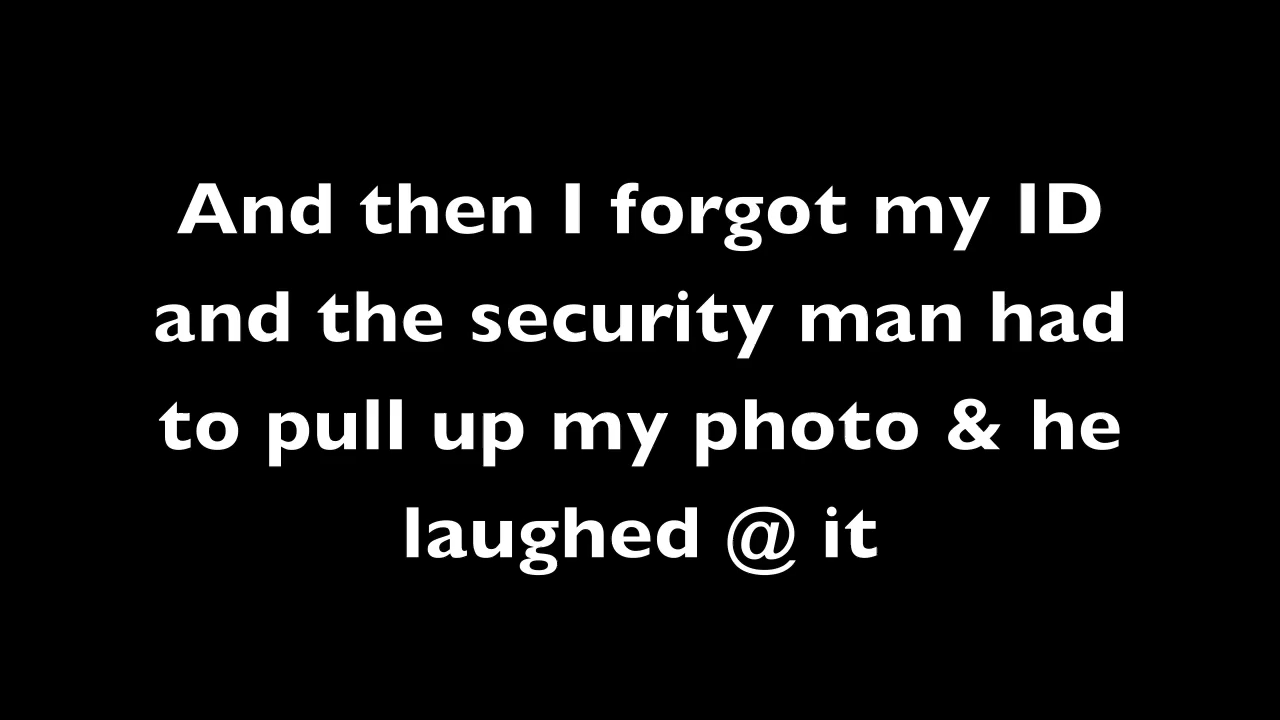 And then I forgot my ID
and the security man had
to pull up my photo & he
laughed @ it